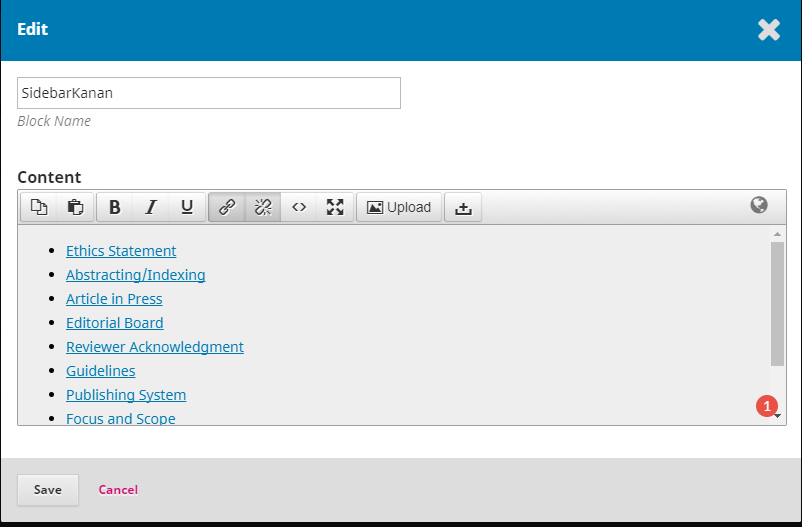 Edit
SidebarKanan
Block Name
Content
B I U <> Upload
Ethics Statement
Abstracting/Indexing
Article in Press
Editorial Board
Reviewer Acknowledgment
Guidelines
Publishing System
Focus and Scope
1
Save Cancel